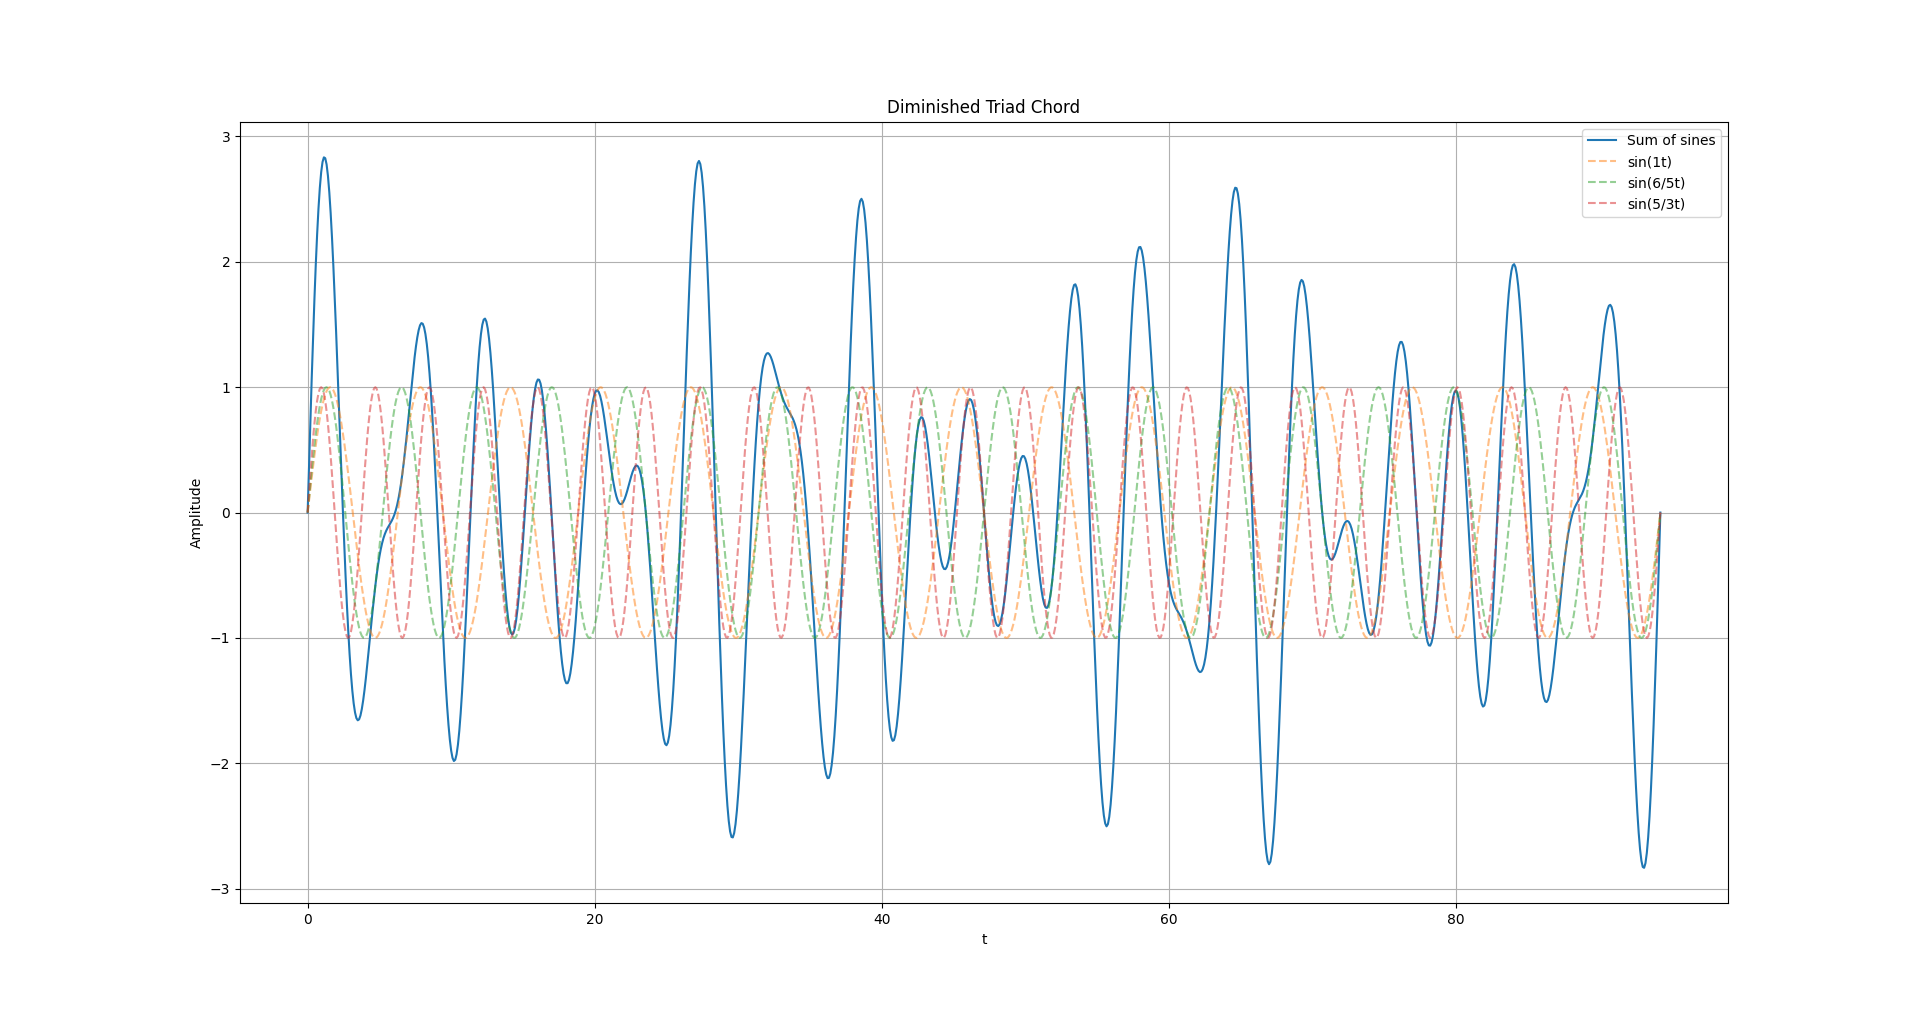 Diminished Triad Chord
Sum of sines
sin(1t)
sin(6/5t)
sin(5/3t)
Amplitude
3
2
1
0
−1
−2
−3
0 20 40 60 80
t